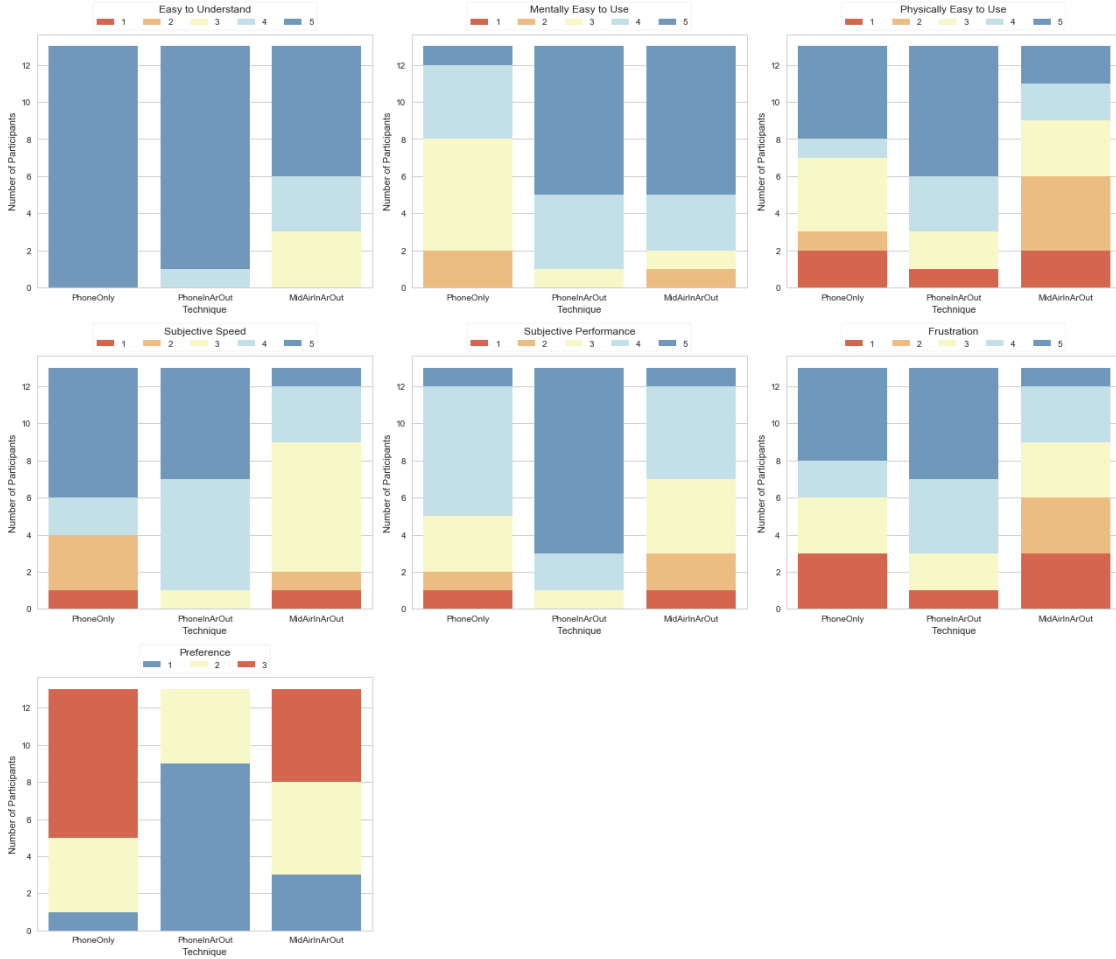 Easy to Understand
1 2 3 4 5
12
10
8
6
4
2
0
Number of Participants
PhoneOnly PhoneInArOut MidAirInArOut
Technique
Mentally Easy to Use
1 2 3 4 5
12
10
8
6
4
2
0
Number of Participants
PhoneOnly PhoneInArOut MidAirInArOut
Technique
Physically Easy to Use
1 2 3 4 5
12
10
8
6
4
2
0
Number of Participants
PhoneOnly PhoneInArOut MidAirInArOut
Technique
Subjective Speed
1 2 3 4 5
12
10
8
6
4
2
0
Number of Participants
PhoneOnly PhoneInArOut MidAirInArOut
Technique
Subjective Performance
1 2 3 4 5
12
10
8
6
4
2
0
Number of Participants
PhoneOnly PhoneInArOut MidAirInArOut
Technique
Frustration
1 2 3 4 5
12
10
8
6
4
2
0
Number of Participants
PhoneOnly PhoneInArOut MidAirInArOut
Technique
Preference
1 2 3
12
10
8
6
4
2
0
Number of Participants
PhoneOnly PhoneInArOut MidAirInArOut
Technique